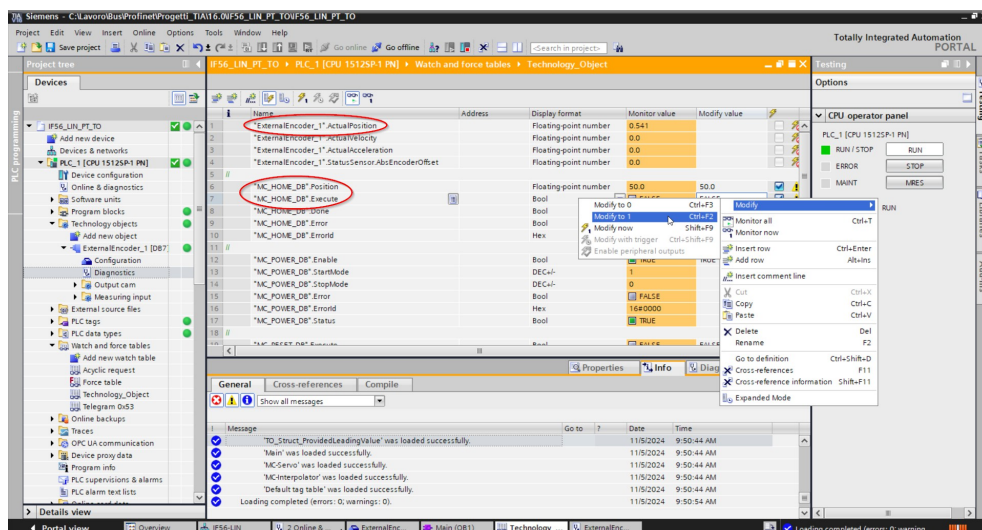 Siemens - C:\Lavoro\Bus\Profinet\Progetti_TIA\16.0\IF56_LIN_PT_TO\IF56_LIN_PT_TO
Project Edit View Insert Online Options Tools Window Help
Totally Integrated Automation
PORTAL
Save project Go online Go offline <Search in project>
Project tree
IF56_LIN_PT_TO PLC_1 [CPU 1512SP-1 PN] Watch and force tables Technology_Object
Testing
Devices
Options
PLC programming
Name Address Display format Monitor value Modify value
CPU operator panel
PLC_1 [CPU 1512SP-1 PN]
RUN / STOP RUN
ERROR STOP
MAINT MRES
RUN
IF56_LIN_PT_TO
Add new device
Devices & networks
PLC_1 [CPU 1512SP-1 PN]
Device configuration
Online & diagnostics
Software units
Program blocks
Technology objects
Add new object
ExternalEncoder_1 [DB7]
Configuration
Diagnostics
Output cam
Measuring input
External source files
PLC tags
PLC data types
Watch and force tables
Add new watch table
Acyclic request
Force table
Technology_Object
Telegram 0x53
Online backups
Traces
OPC UA communication
Device proxy data
Program info
PLC supervisions & alarms
PLC alarm text lists
Details view
1 "ExternalEncoder_1".ActualPosition Floating-point number 0.541
2 "ExternalEncoder_1".ActualVelocity Floating-point number 0.0
3 "ExternalEncoder_1".ActualAcceleration Floating-point number 0.0
4 "ExternalEncoder_1".StatusSensor.AbsEncoderOffset Floating-point number 0.0
5 //
6 "MC_HOME_DB".Position Floating-point number 50.0 50.0
7 "MC_HOME_DB".Execute Bool
8 "MC_HOME_DB".Done Bool
9 "MC_HOME_DB".Error Bool
10 "MC_HOME_DB".ErrorId Hex
11 //
12 "MC_POWER_DB".Enable Bool TRUE
13 "MC_POWER_DB".StartMode DEC+/- 1
14 "MC_POWER_DB".StopMode DEC+/- 0
15 "MC_POWER_DB".Error Bool FALSE
16 "MC_POWER_DB".ErrorId Hex 16#0000
17 "MC_POWER_DB".Status Bool TRUE
18 //
Modify to 0 Ctrl+F3
Modify to 1 Ctrl+F2
Modify now Shift+F9
Modify with trigger Ctrl+Shift+F9
Enable peripheral outputs
Modify
Monitor all Ctrl+T
Monitor now
Insert row Ctrl+Enter
Add row Alt+Ins
Insert comment line
Cut Ctrl+X
Copy Ctrl+C
Paste Ctrl+V
Delete Del
Rename F2
Go to definition Ctrl+Shift+D
Cross-references F11
Cross-reference information Shift+F11
Expanded Mode
Properties Info
General Cross-references Compile
Show all messages
! Message Go to ? Date Time
'TO_Struct_ProvidedLeadingValue' was loaded successfully. 11/5/2024 9:50:44 AM
'Main' was loaded successfully. 11/5/2024 9:50:44 AM
'MC-Servo' was loaded successfully. 11/5/2024 9:50:44 AM
'MC-Interpolator' was loaded successfully. 11/5/2024 9:50:44 AM
'Default tag table' was loaded successfully. 11/5/2024 9:50:44 AM
Loading completed (errors: 0; warnings: 0). 11/5/2024 9:50:54 AM
Portal view Overview IF56-LIN 2 Online & ... ExternalEnc... Main (OB1) Technology ... ExternalEnc...